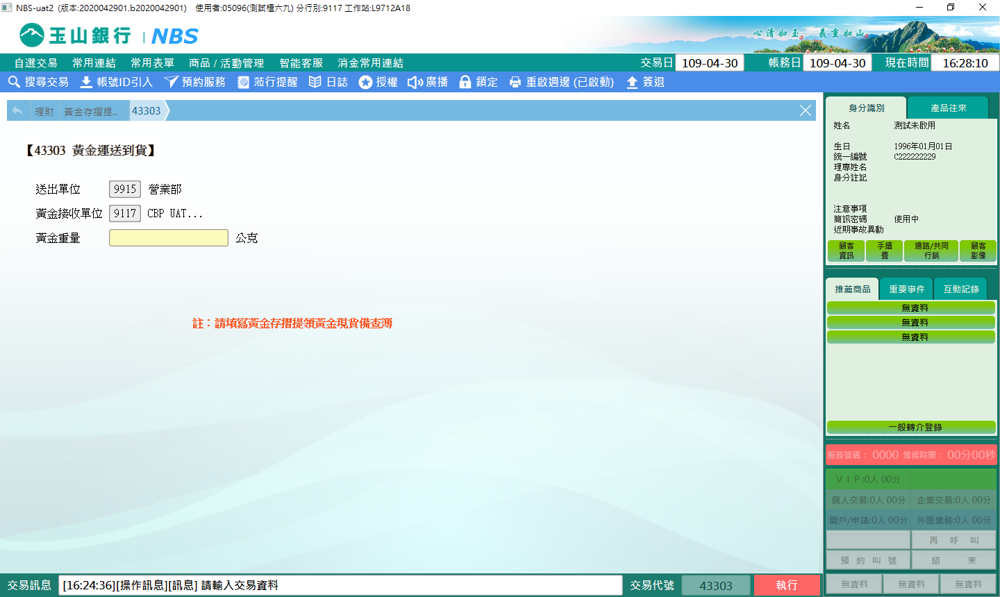 NBS-uat2 (版本:2020042901.b2020042901) 使用者:05096(測試櫃六九) 分行別:9117 工作站:L9712A18
玉山銀行 | NBS
心清如玉。 義重如山。
自選交易 常用連結 常用表單 商品 / 活動管理 智能客服 消金常用連結 交易日 109-04-30 帳務日 109-04-30 現在時間 16:28:10
搜尋交易 帳號ID引入 預約服務 蒞行提醒 日誌 授權 廣播 鎖定 重啟週邊 (已啟動) 簽退
理財 黃金存摺提.. 43303
【43303 黃金運送到貨】
送出單位 9915 營業部
黃金接收單位 9117 CBP UAT...
黃金重量 公克
註：請填寫黃金存摺提領黃金現貨備查簿
身分識別 產品往來
姓名 測試未啟用
生日 1996年01月01日
統一編號 C222222229
理專姓名
身分註記
注意事項
簡訊密碼 使用中
近期事故異動
顧客資訊 手續費 通路/共同行銷 顧客影像
推薦商品 重要事件 互動記錄
無資料
無資料
無資料
一般轉介登錄
服務號碼： 0000 等候時間： 00分00秒
ＶＩＰ:0人 00分
個人交易:0人 00分 企業交易:0人 00分
開戶/申請:0人 00分 外匯業務:0人 00分
再 呼 叫
預 約 叫 號 結 束
無資料 無資料 無資料
交易訊息 [16:24:36][操作訊息][訊息] 請輸入交易資料 交易代號 43303 執行